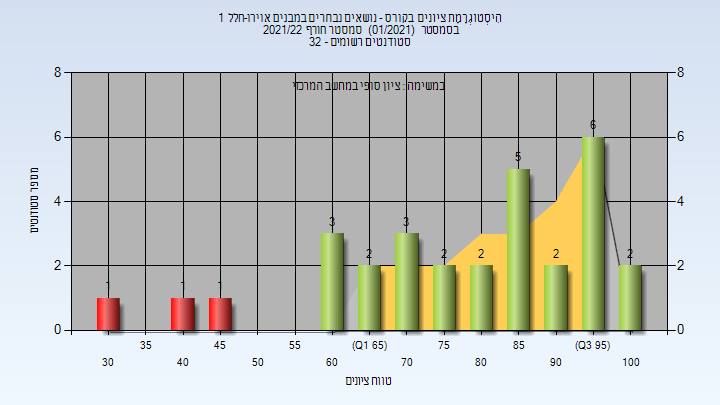 היסטוגרמת ציונים בקורס - נושאים נבחרים במבנים אוירו-חלל 1
בסמסטר (01/2021) סמסטר חורף 2021/22
סטודנטים רשומים - 32
במשימה : ציון סופי במחשב המרכזי
8 8
6 6
4 4
2 2
0 0
מספר סטודנטים
1 1 1 3 2 3 2 2 5 2 6 2
35 45 55 (Q1 65) 75 85 (Q3 95)
30 40 50 60 70 80 90 100
טווח ציונים